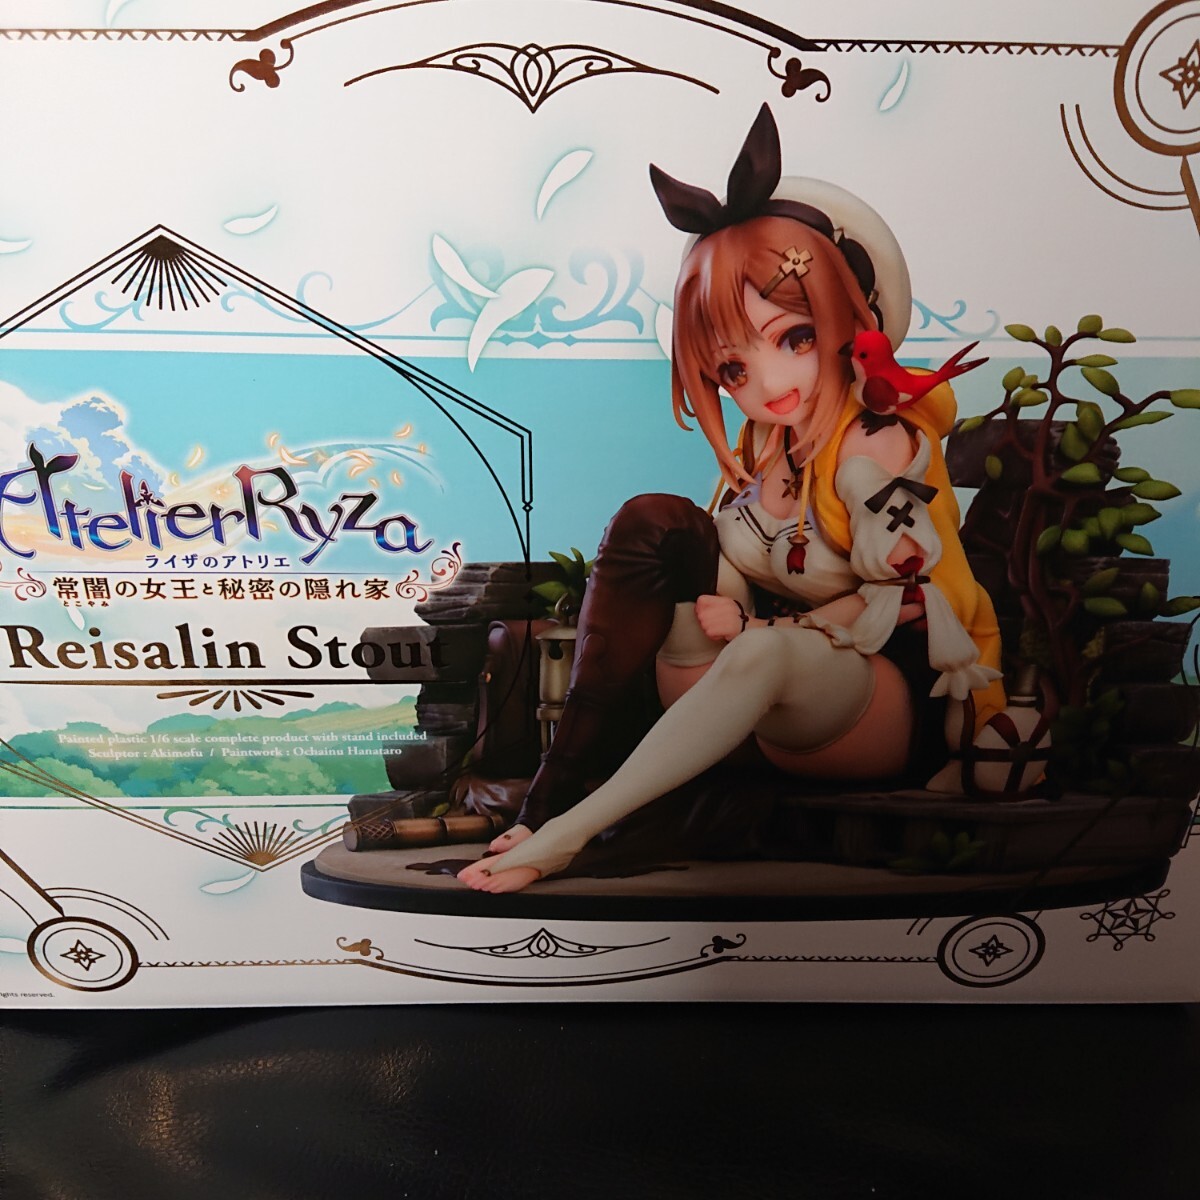 Atelier Ryza
ライザのアトリエ
常闇の女王と秘密の隠れ家
とこやみ
Reisalin Stout
Painted plastic 1/6 scale complete product with stand included
Sculptor : Akimofu / Paintwork : Ochainu Hanataro
rights reserved.